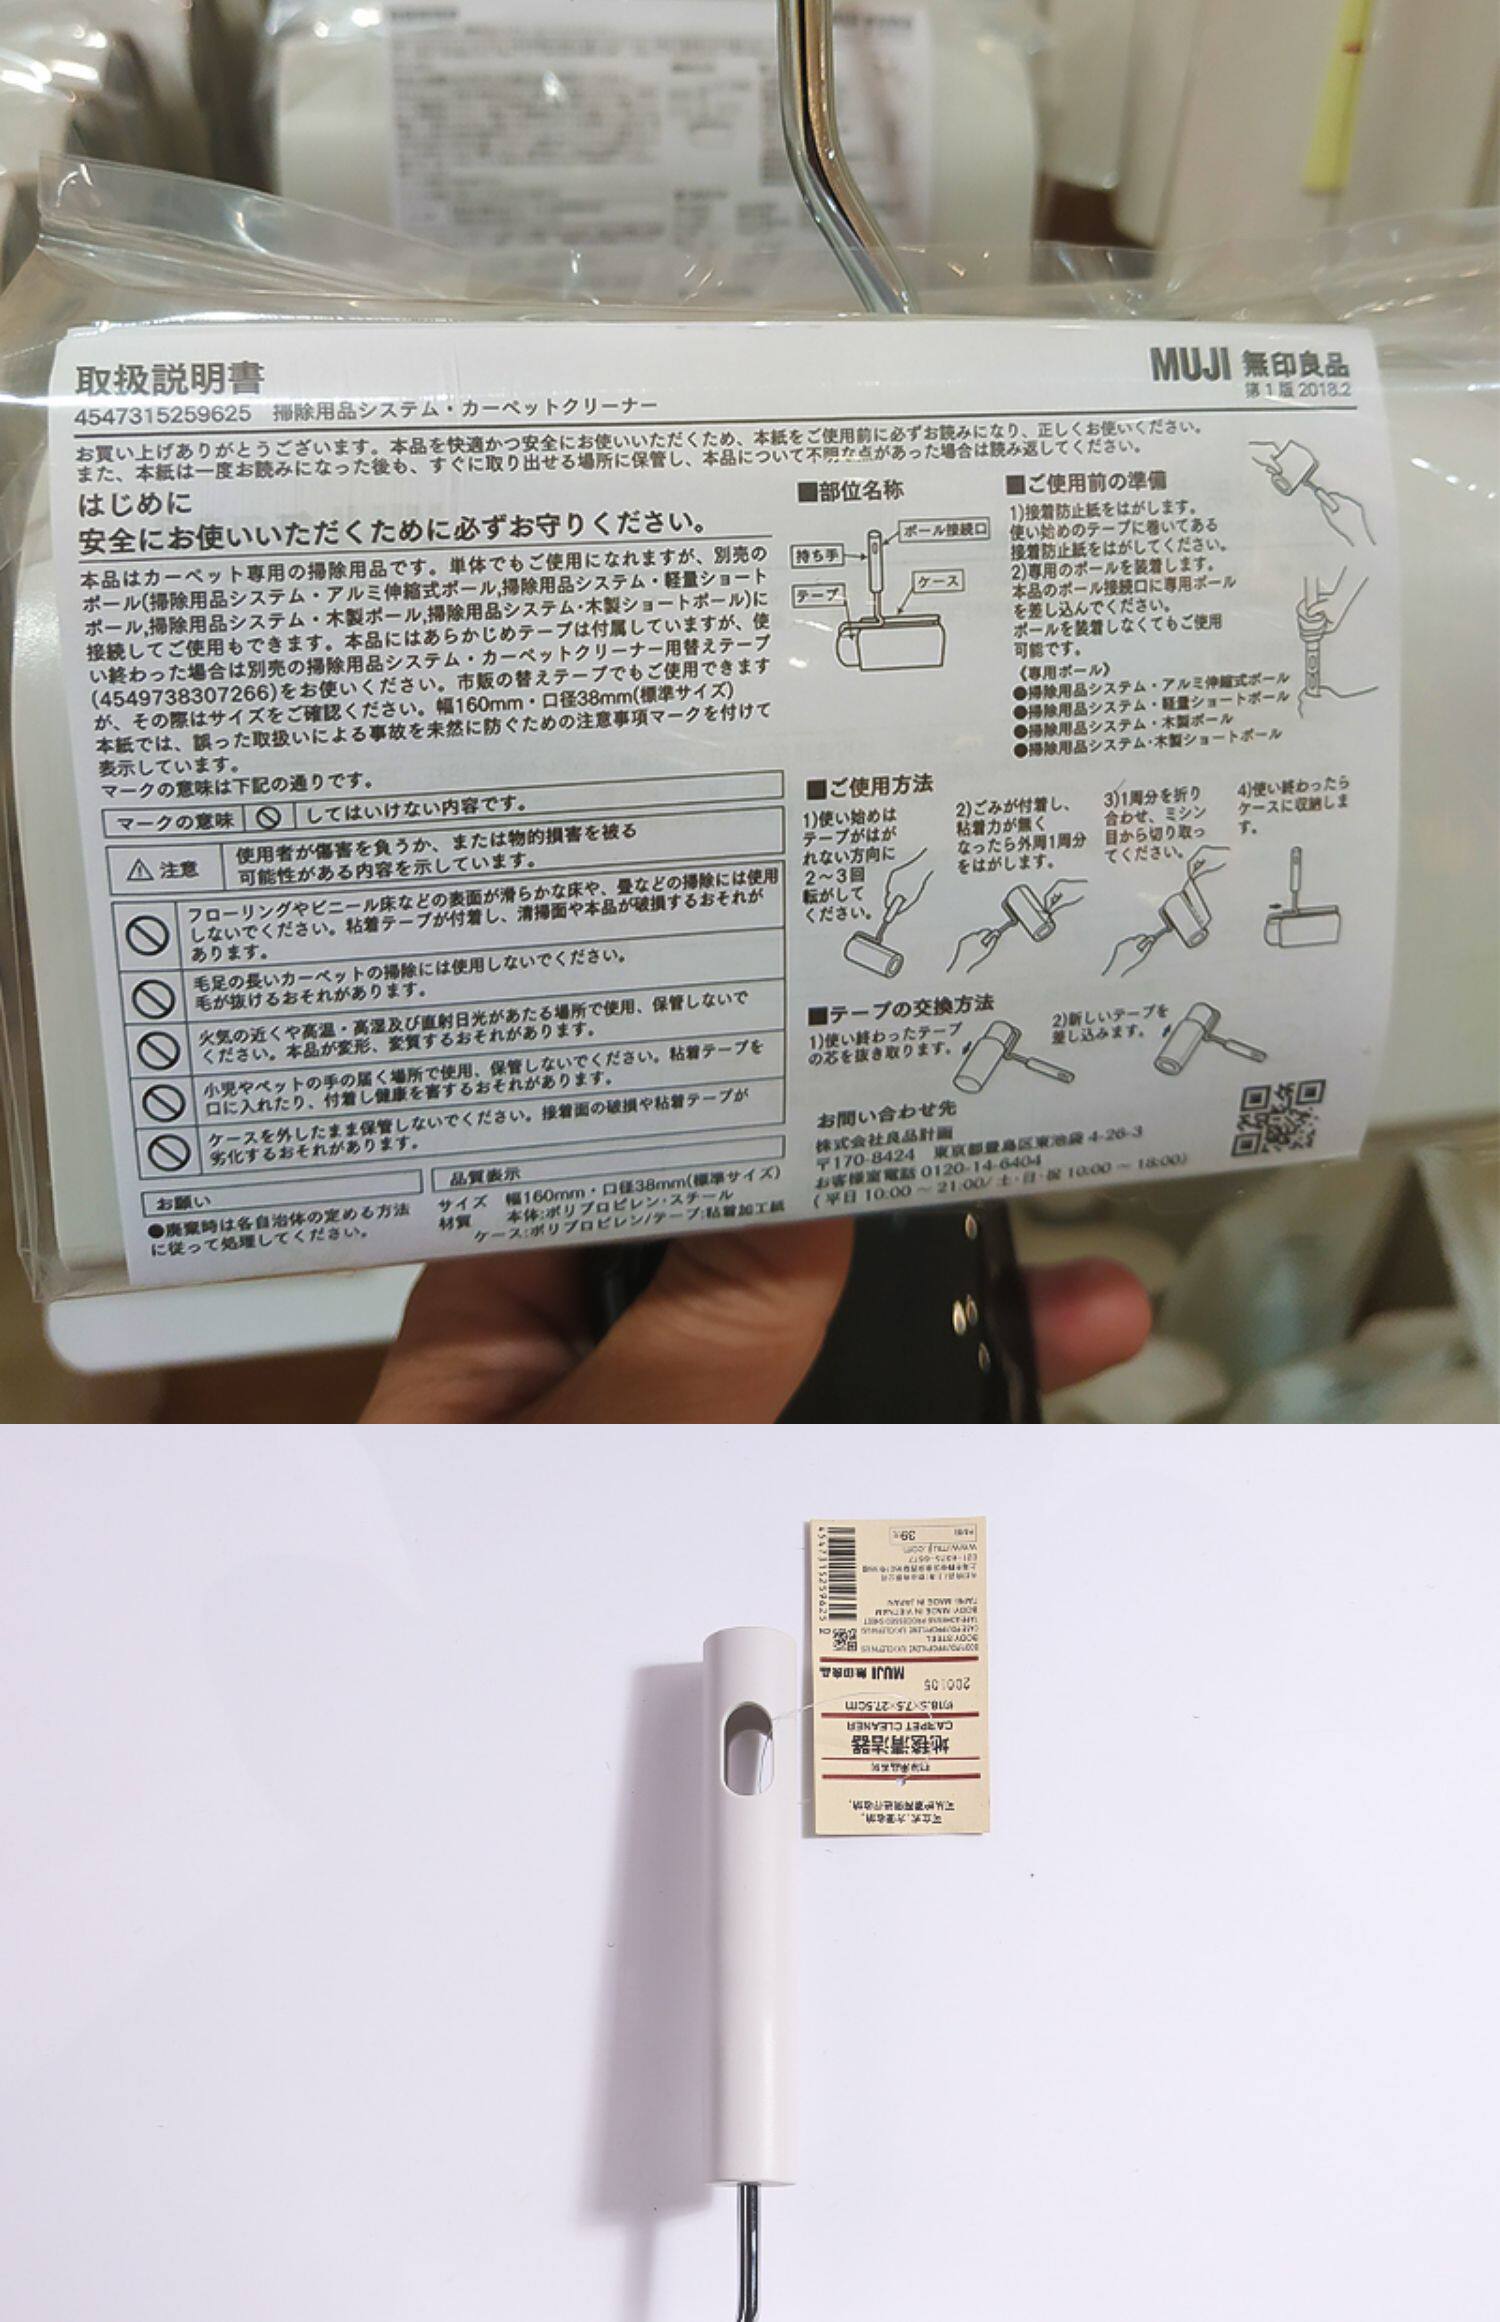 取扱説明書
MUJI 無印良品
第1版 2018.2
4547315259625 掃除用品システム・カーペットクリーナー
お買い上げありがとうございます。本品を快適かつ安全にお使いいただくため、本紙をご使用前に必ずお読みになり、正しくお使いください。
また、本紙は一度お読みになった後も、すぐに取り出せる場所に保管し、本品について不明な点があった場合は読み返してください。
はじめに
安全にお使いいただくために必ずお守りください。
本品はカーペット専用の掃除用品です。単体でもご使用になれますが、別売の
ポール(掃除用品システム・アルミ伸縮式ポール,掃除用品システム・軽量ショート
ポール,掃除用品システム・木製ポール,掃除用品システム・木製ショートポール)に
接続してご使用もできます。本品にはあらかじめテープは付属していますが、使
い終わった場合は別売の掃除用品システム・カーペットクリーナー用替えテープ
(4549738307266)をお使いください。市販の替えテープでもご使用できます
が、その際はサイズをご確認ください。幅160mm・口径38mm(標準サイズ)
本紙では、誤った取扱いによる事故を未然に防ぐための注意事項マークを付けて
表示しています。
マークの意味は下記の通りです。
マークの意味 してはいけない内容です。
注意
使用者が傷害を負うか、または物的損害を被る
可能性がある内容を示しています。
フローリングやビニール床などの表面が滑らかな床や、畳などの掃除には使用
しないでください。粘着テープが付着し、清掃面や本品が破損するおそれが
あります。
毛足の長いカーペットの掃除には使用しないでください。
毛が抜けるおそれがあります。
火気の近くや高温・高湿及び直射日光があたる場所で使用、保管しないで
ください。本品が変形、変質するおそれがあります。
小児やペットの手の届く場所で使用、保管しないでください。粘着テープを
口に入れたり、付着し健康を害するおそれがあります。
ケースを外したまま保管しないでください。接着面の破損や粘着テープが
劣化するおそれがあります。
お願い
●廃棄時は各自治体の定める方法
に従って処理してください。
品質表示
サイズ 幅160mm・口径38mm(標準サイズ)
材質 本体:ポリプロピレン・スチール
ケース:ポリプロピレン/テープ:粘着加工紙
■部位名称
ポール接続口
持ち手
ケース
テープ
■ご使用前の準備
1)接着防止紙をはがします。
使い始めのテープに巻いてある
接着防止紙をはがしてください。
2)専用のポールを装着します。
本品のポール接続口に専用ポール
を差し込んでください。
ポールを装着しなくてもご使用
可能です。
《専用ポール》
●掃除用品システム・アルミ伸縮式ポール
●掃除用品システム・軽量ショートポール
●掃除用品システム・木製ポール
●掃除用品システム・木製ショートポール
■ご使用方法
1)使い始めは
テープがはが
れない方向に
2～3回
転がして
ください。
2)ごみが付着し、
粘着力が無く
なったら外周1周分
をはがします。
3)1周分を折り
合わせ、ミシン
目から切り取っ
てください。
4)使い終わったら
ケースに収納しま
す。
■テープの交換方法
1)使い終わったテープ
の芯を抜き取ります。
2)新しいテープを
差し込みます。
お問い合わせ先
株式会社良品計画
〒170-8424 東京都豊島区東池袋 4-26-3
お客様室電話 0120-14-6404
(平日 10:00 ～ 21:00/ 土・日・祝 10:00 ～ 18:00)
可立式,方便收纳,
地毯清洁器
CARPET CLEANER
约18.5×7.5×27.5cm
MUJI 無印良品
BODY:STEEL
BODY MADE IN VIETNAM
TAPE: MADE IN JAPAN
www.muji.com
39元
4547315259625